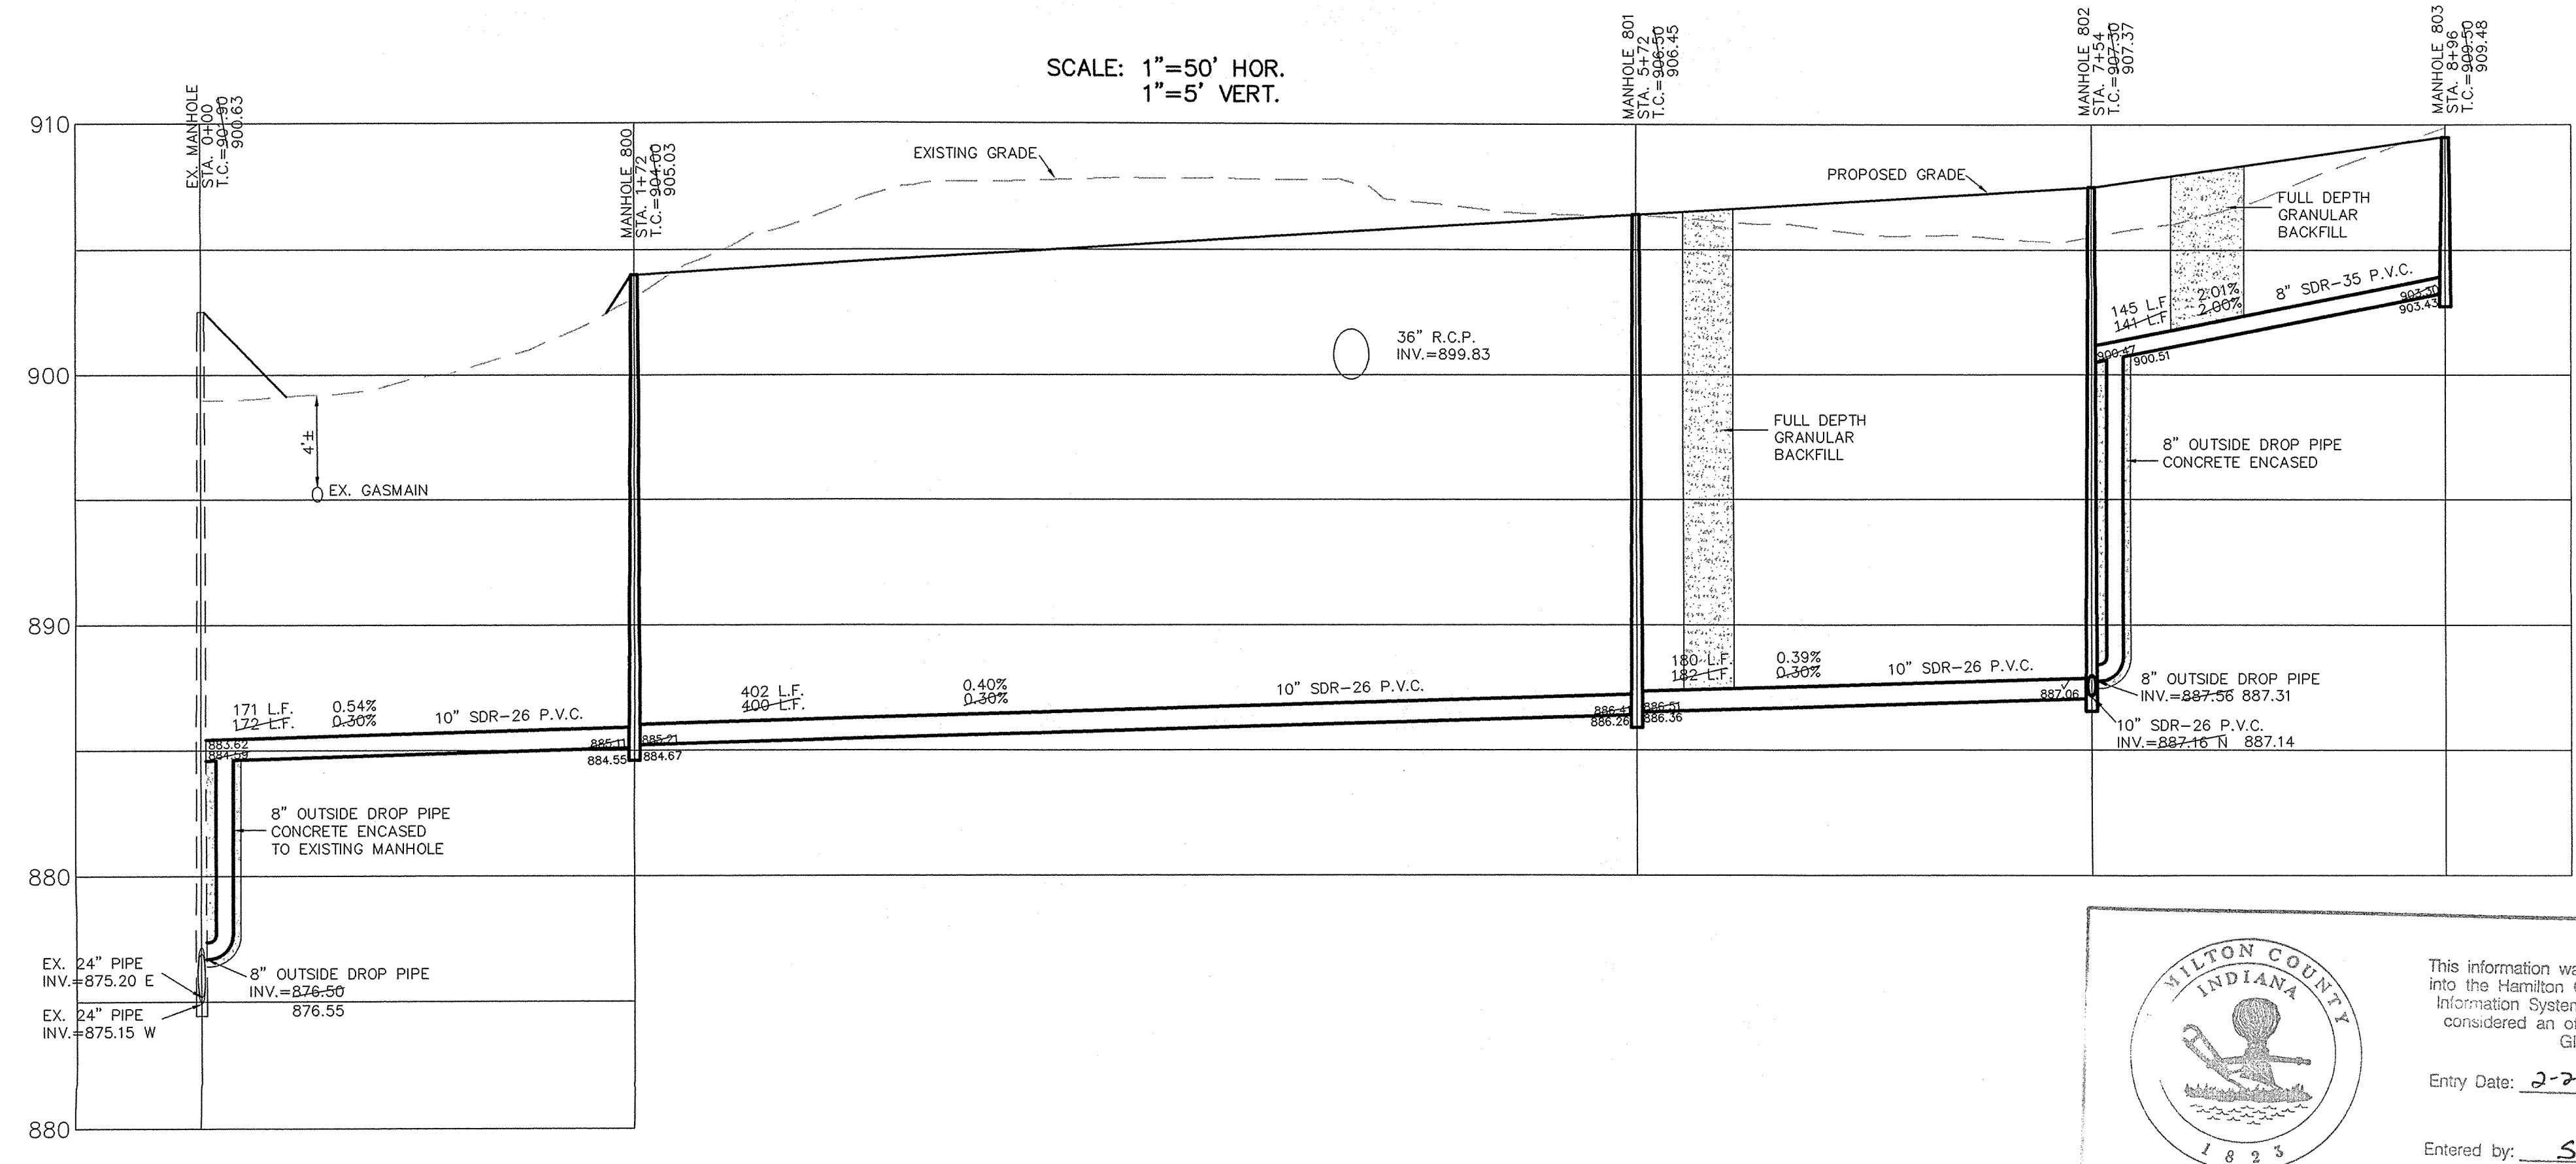 SCALE: 1"=50' HOR.
1"=5' VERT.
EX. MANHOLE
STA. 0+00
T.C.=901.90
900.63
MANHOLE 800
STA. 1+72
T.C.=904.00
905.03
MANHOLE 801
STA. 5+72
T.C.=906.50
906.45
MANHOLE 802
STA. 7+54
T.C.=907.30
907.37
MANHOLE 803
STA. 8+96
T.C.=909.50
909.48
910
900
890
880
880
EXISTING GRADE
PROPOSED GRADE
FULL DEPTH
GRANULAR
BACKFILL
36" R.C.P.
INV.=899.83
4'±
EX. GASMAIN
FULL DEPTH
GRANULAR
BACKFILL
145 L.F.
141 L.F.
2.01%
2.00%
8" SDR-35 P.V.C.
903.30
903.43
900.47
900.51
8" OUTSIDE DROP PIPE
CONCRETE ENCASED
171 L.F.
172 L.F.
0.54%
0.30%
10" SDR-26 P.V.C.
883.62
884.59
885.11
884.55
885.21
884.67
402 L.F.
400 L.F.
0.40%
0.30%
10" SDR-26 P.V.C.
886.41
886.26
886.51
886.36
180 L.F.
182 L.F.
0.39%
0.30%
10" SDR-26 P.V.C.
887.06
8" OUTSIDE DROP PIPE
INV.=887.56 887.31
10" SDR-26 P.V.C.
INV.=887.16 N 887.14
8" OUTSIDE DROP PIPE
CONCRETE ENCASED
TO EXISTING MANHOLE
EX. 24" PIPE
INV.=875.20 E
EX. 24" PIPE
INV.=875.15 W
8" OUTSIDE DROP PIPE
INV.=876.50
876.55
MILTON COUNTY
INDIANA
1823
This information wa
into the Hamilton
Information System
considered an of
GI
Entry Date: 2-2
Entered by: S